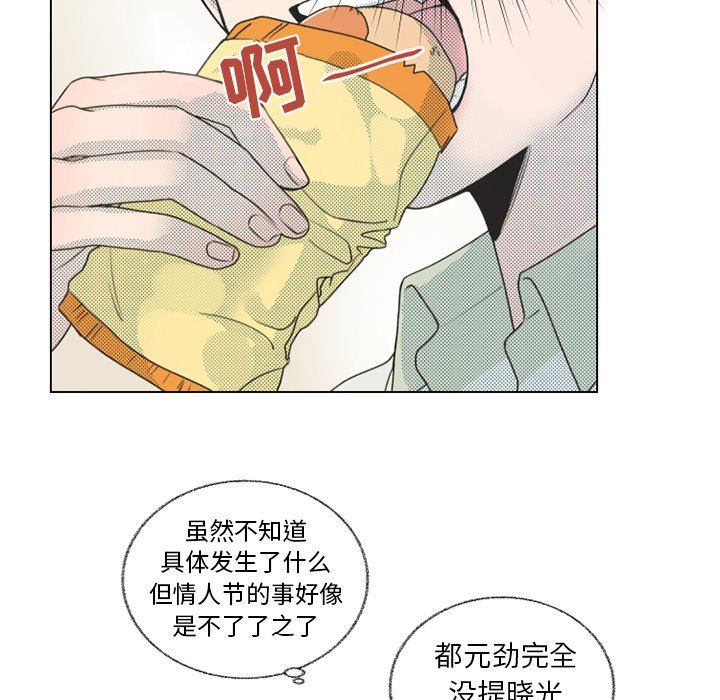 啊一
虽然不知道
具体发生了什么
但情人节的事好像
是不了了之了
都元劲完全
没提晓光